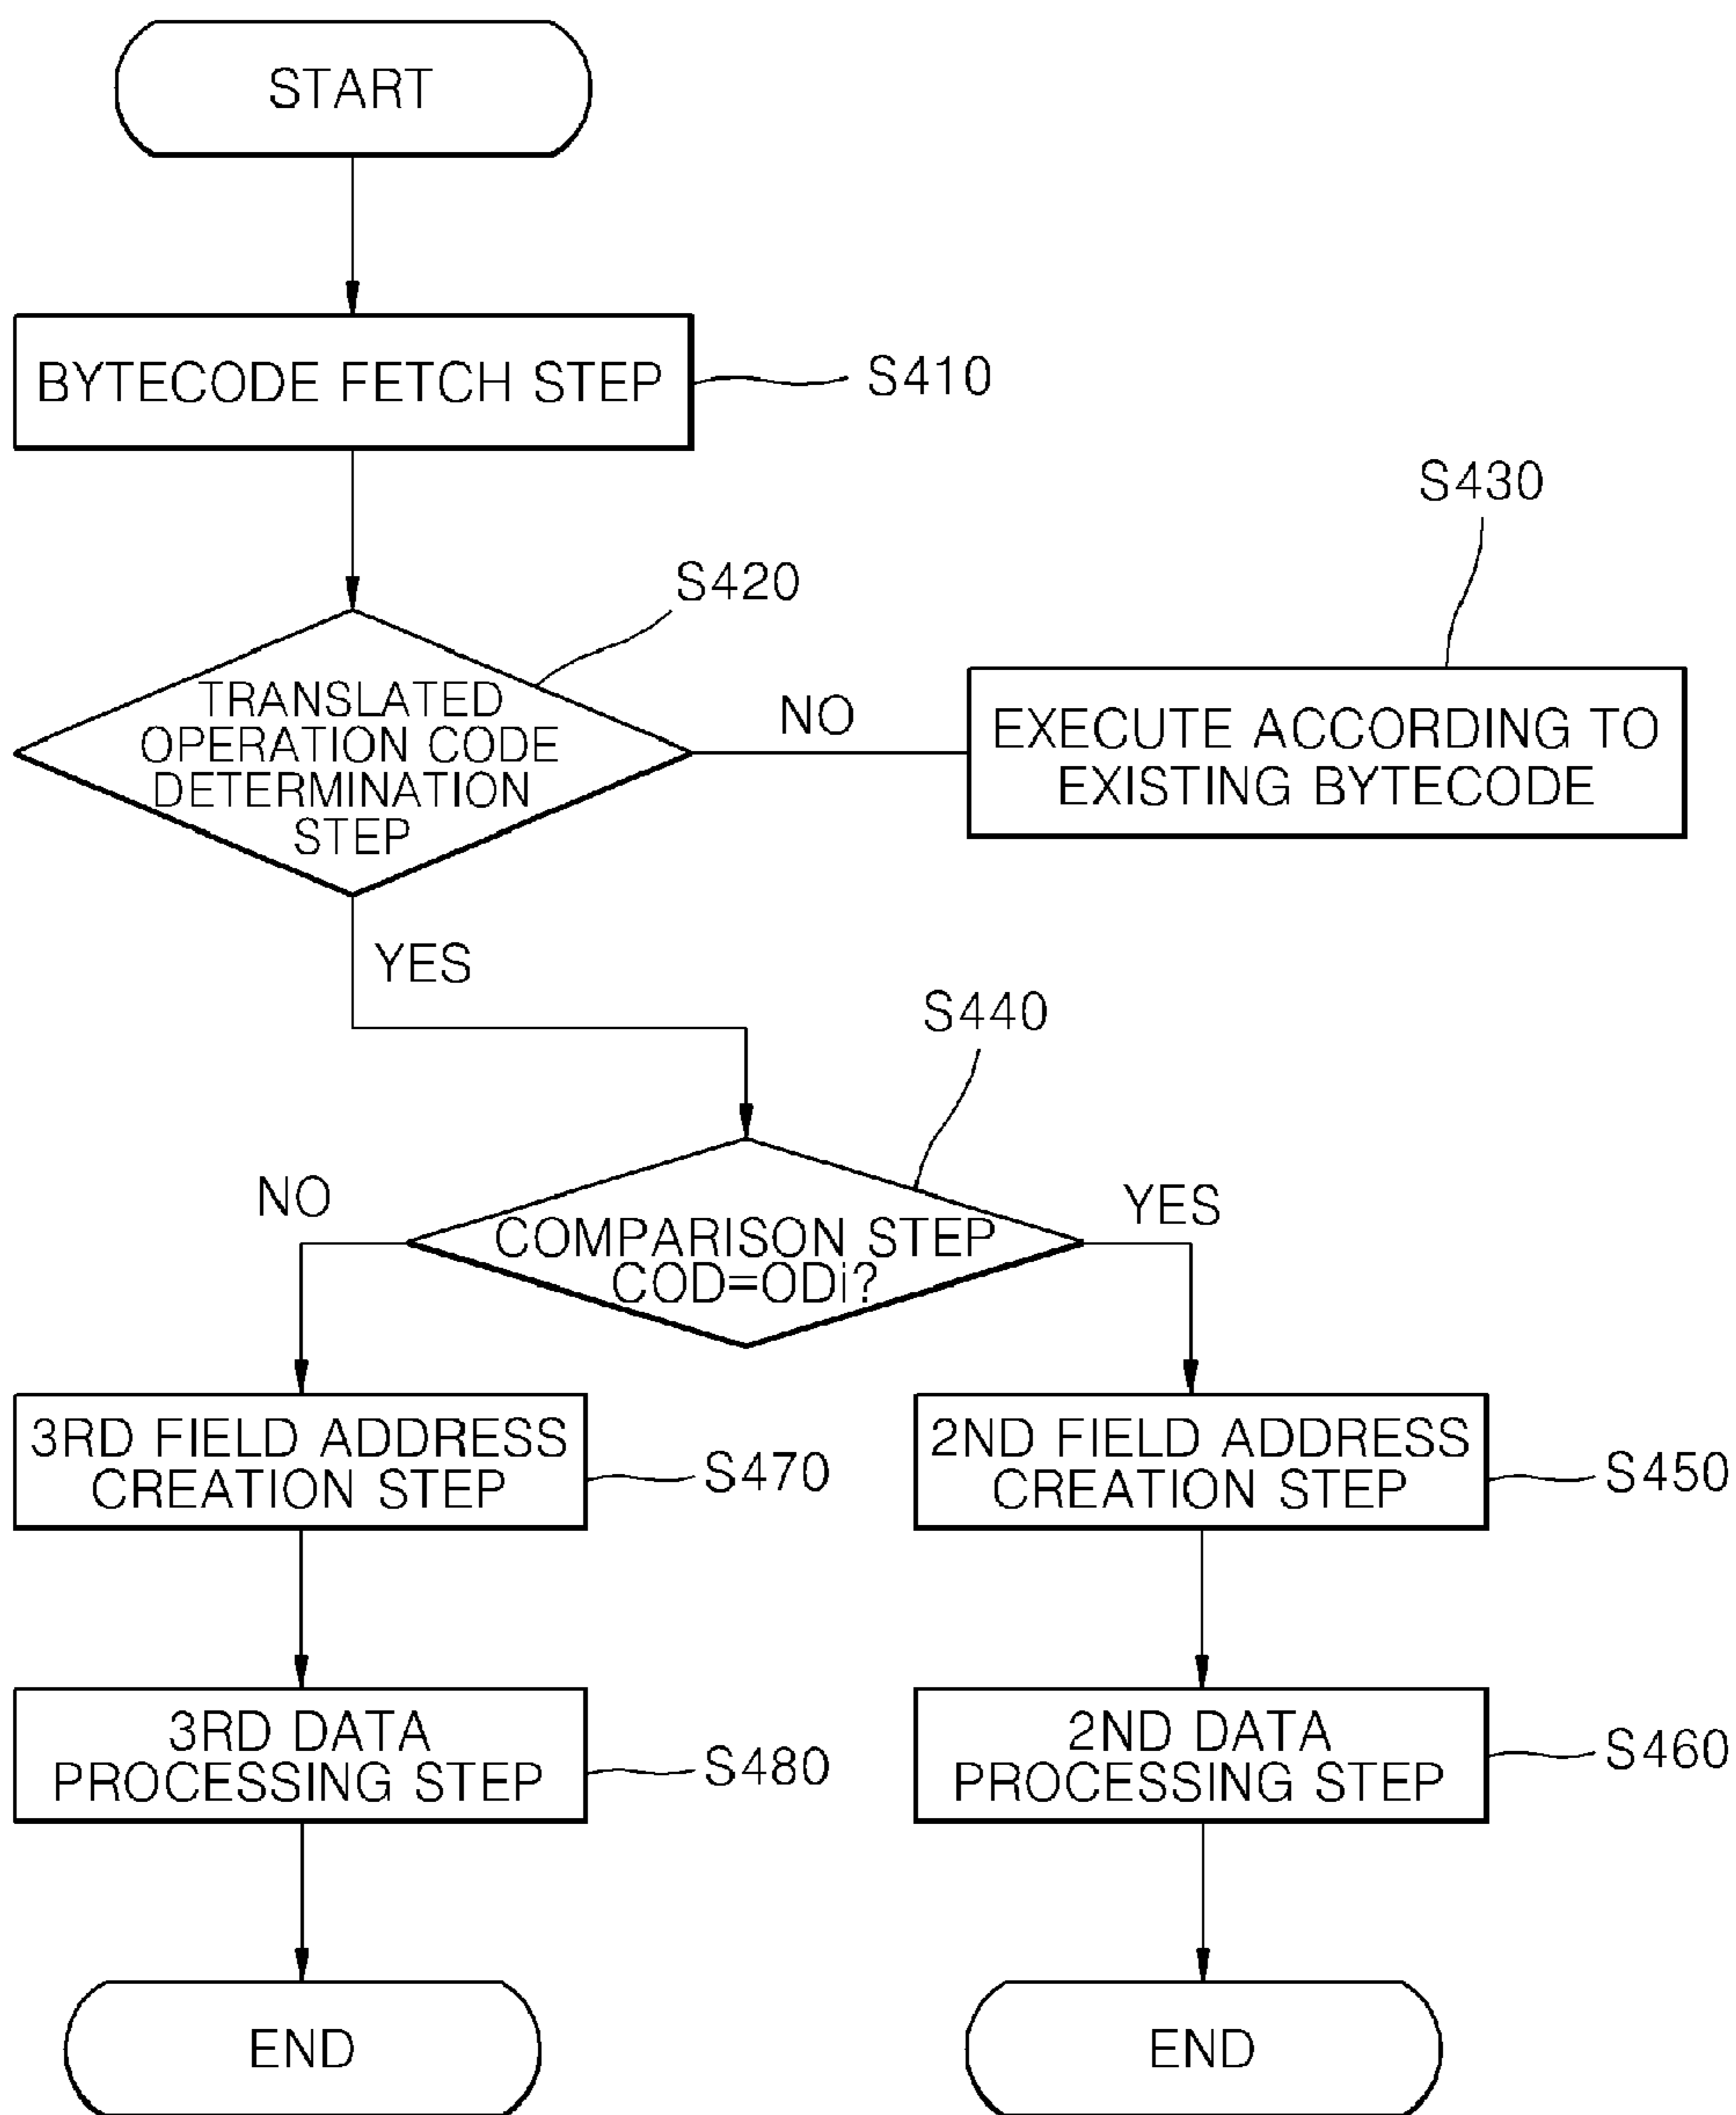 START
BYTECODE FETCH STEP
S410
S430
S420
TRANSLATED
OPERATION CODE
DETERMINATION
STEP
NO
EXECUTE ACCORDING TO
EXISTING BYTECODE
YES
S440
NO
YES
COMPARISON STEP
COD=ODi?
3RD FIELD ADDRESS
CREATION STEP
S470
2ND FIELD ADDRESS
CREATION STEP
S450
3RD DATA
PROCESSING STEP
S480
2ND DATA
PROCESSING STEP
S460
END
END